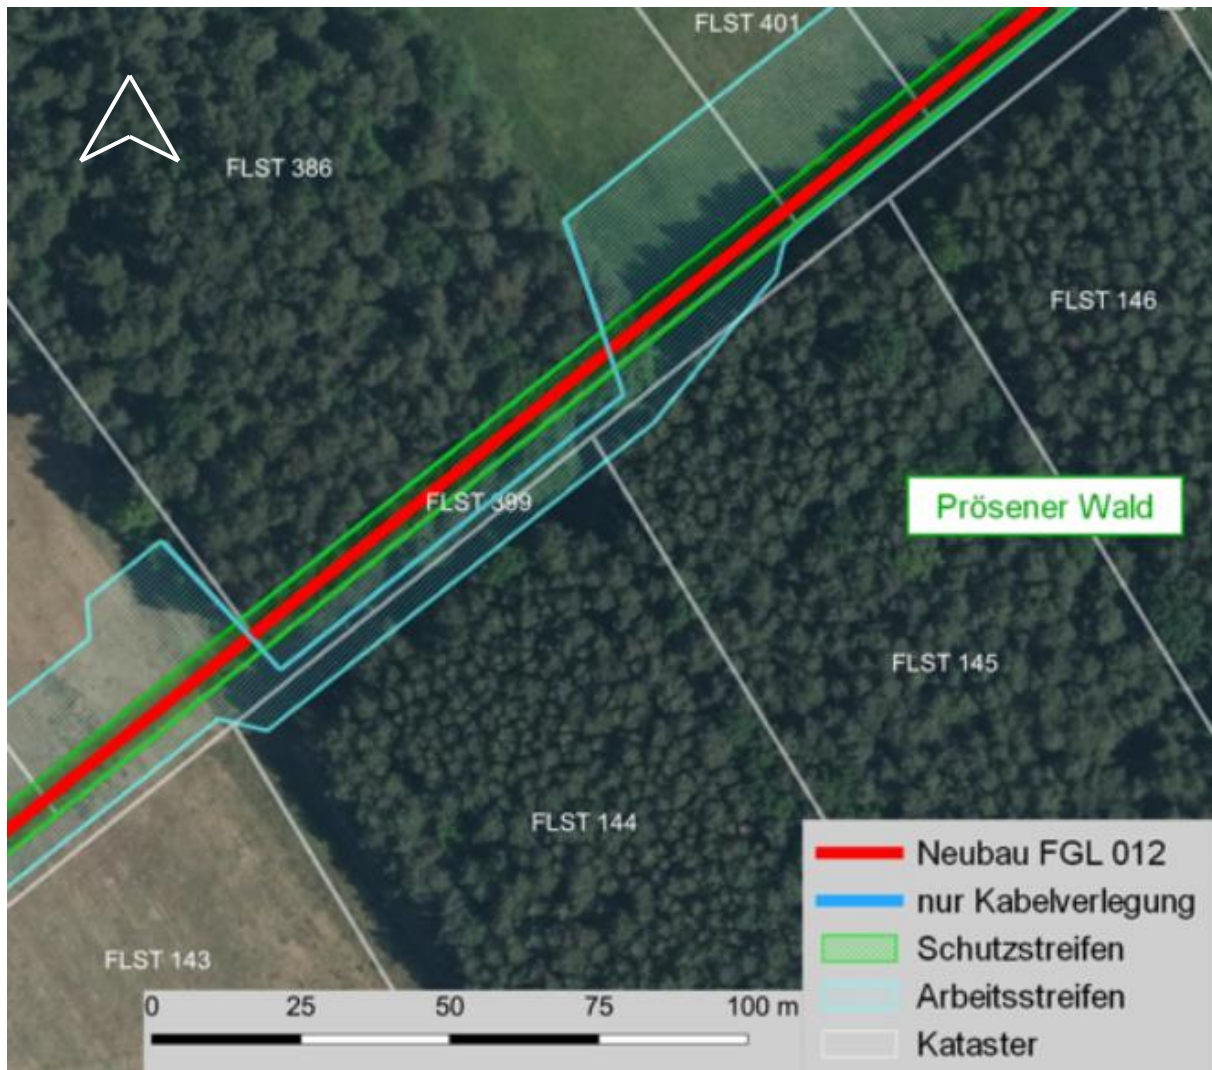 FLST 401
FLST 386
FLST 146
FLST 399
Prösener Wald
FLST 145
FLST 144
FLST 143
Neubau FGL 012
nur Kabelverlegung
Schutzstreifen
Arbeitsstreifen
Kataster
0 25 50 75 100 m